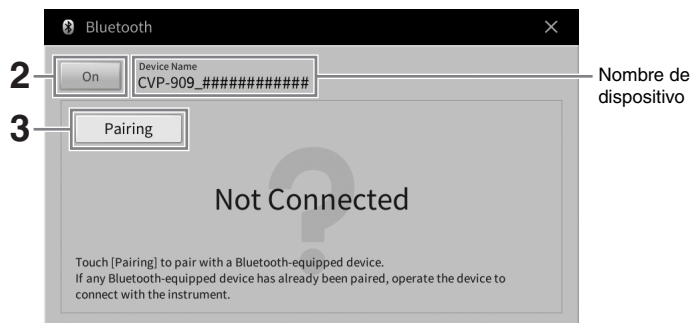 Bluetooth
2
On
Device Name
CVP-909_############
Nombre de
dispositivo
3
Pairing
Not Connected
?
Touch [Pairing] to pair with a Bluetooth-equipped device.
If any Bluetooth-equipped device has already been paired, operate the device to
connect with the instrument.